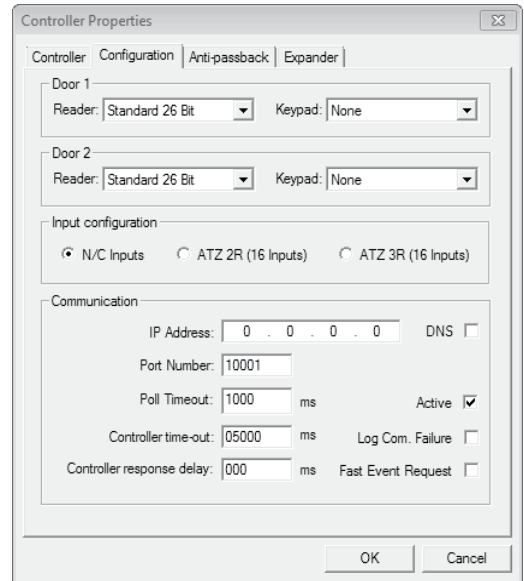 Controller Properties
Controller Configuration Anti-passback Expander
Door 1
Reader: Standard 26 Bit Keypad: None
Door 2
Reader: Standard 26 Bit Keypad: None
Input configuration
N/C Inputs ATZ 2R (16 Inputs) ATZ 3R (16 Inputs)
Communication
IP Address: 0 . 0 . 0 . 0 DNS
Port Number: 10001
Poll Timeout: 1000 ms Active
Controller time-out: 05000 ms Log Com. Failure
Controller response delay: 000 ms Fast Event Request
OK Cancel